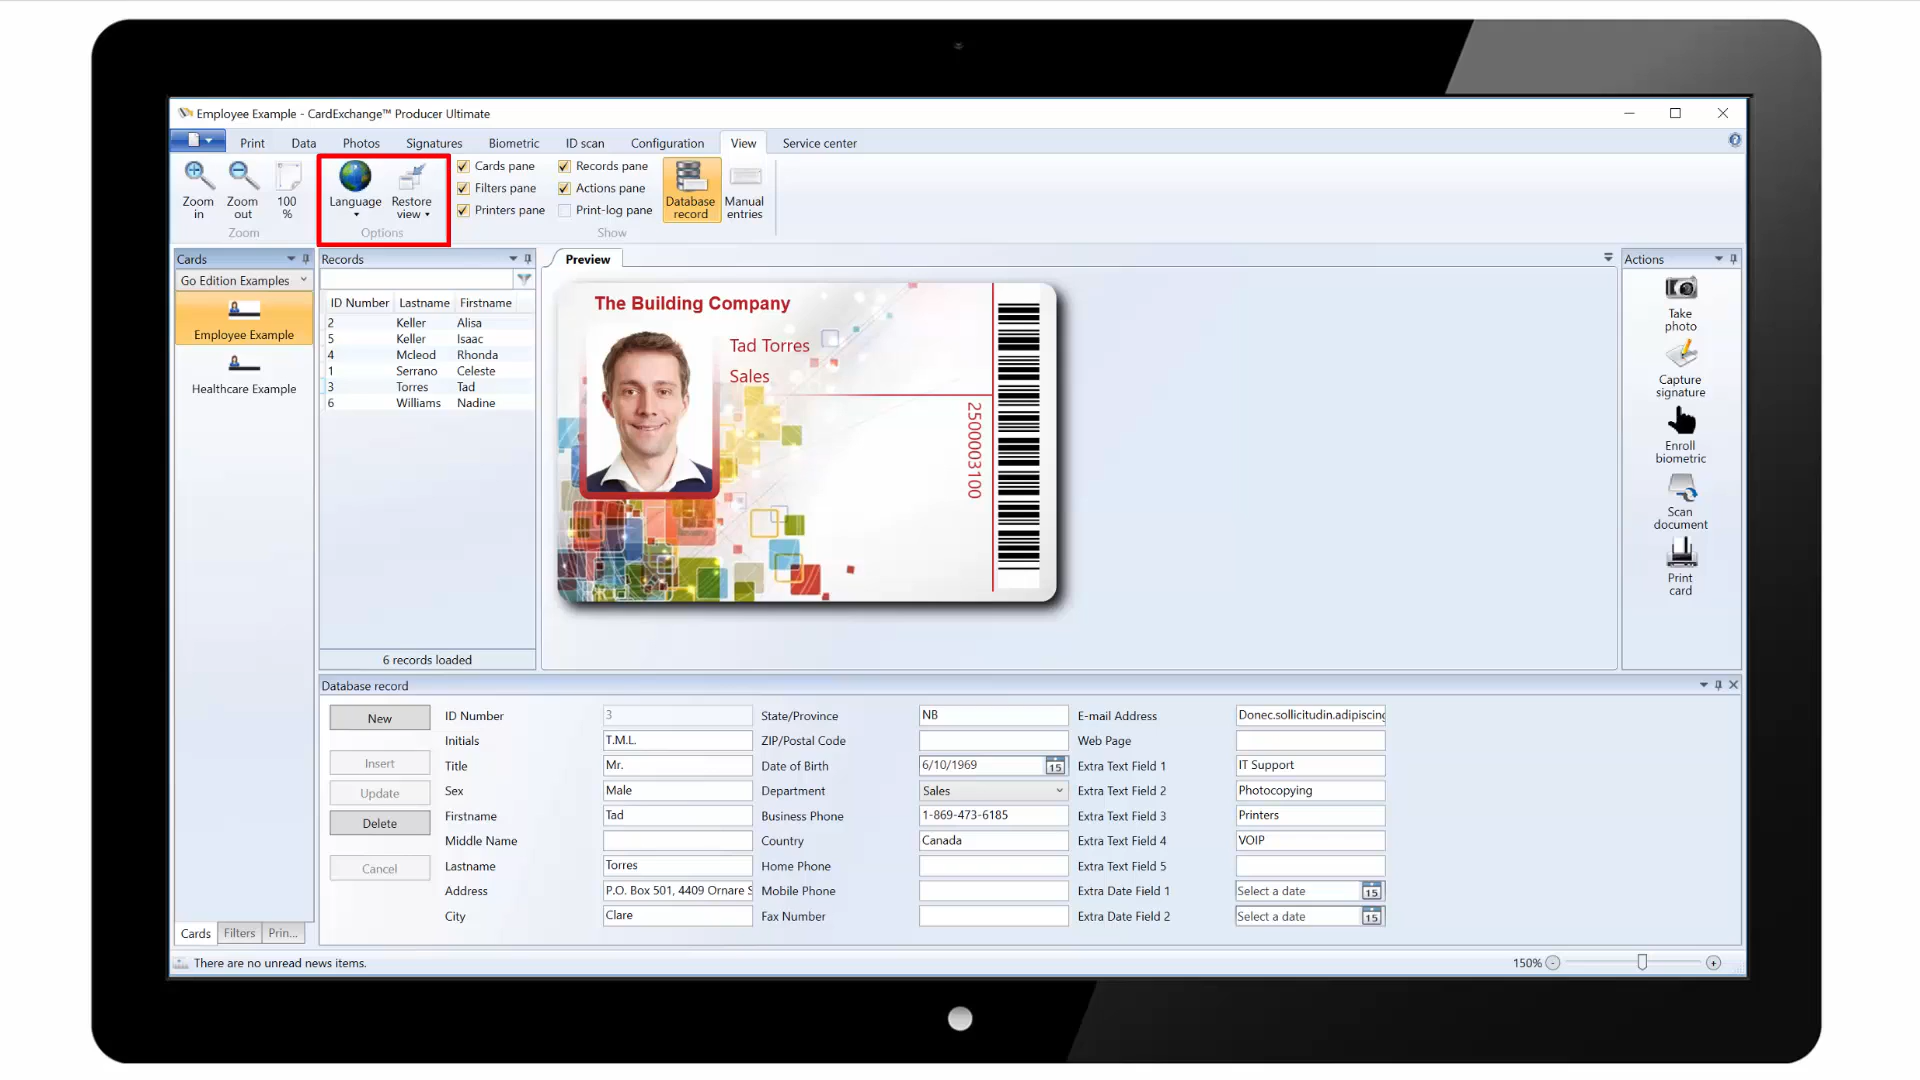 Employee Example - CardExchange™ Producer Ultimate
Print Data Photos Signatures Biometric ID scan Configuration View Service center
Zoom in
Zoom out
100 %
Zoom
Language
Restore view
Options
Cards pane
Filters pane
Printers pane
Records pane
Actions pane
Print-log pane
Show
Database record
Manual entries
Cards
Go Edition Examples
Employee Example
Healthcare Example
Records
ID Number Lastname Firstname
2 Keller Alisa
5 Keller Isaac
4 Mcleod Rhonda
1 Serrano Celeste
3 Torres Tad
6 Williams Nadine
6 records loaded
Preview
The Building Company
Tad Torres
Sales
2500003100
Actions
Take photo
Capture signature
Enroll biometric
Scan document
Print card
Database record
New
Insert
Update
Delete
Cancel
ID Number 3
Initials T.M.L.
Title Mr.
Sex Male
Firstname Tad
Middle Name
Lastname Torres
Address P.O. Box 501, 4409 Ornare S
City Clare
State/Province NB
ZIP/Postal Code
Date of Birth 6/10/1969 15
Department Sales
Business Phone 1-869-473-6185
Country Canada
Home Phone
Mobile Phone
Fax Number
E-mail Address Donec.sollicitudin.adipiscing
Web Page
Extra Text Field 1 IT Support
Extra Text Field 2 Photocopying
Extra Text Field 3 Printers
Extra Text Field 4 VOIP
Extra Text Field 5
Extra Date Field 1 Select a date 15
Extra Date Field 2 Select a date 15
Cards Filters Prin...
There are no unread news items.
150%